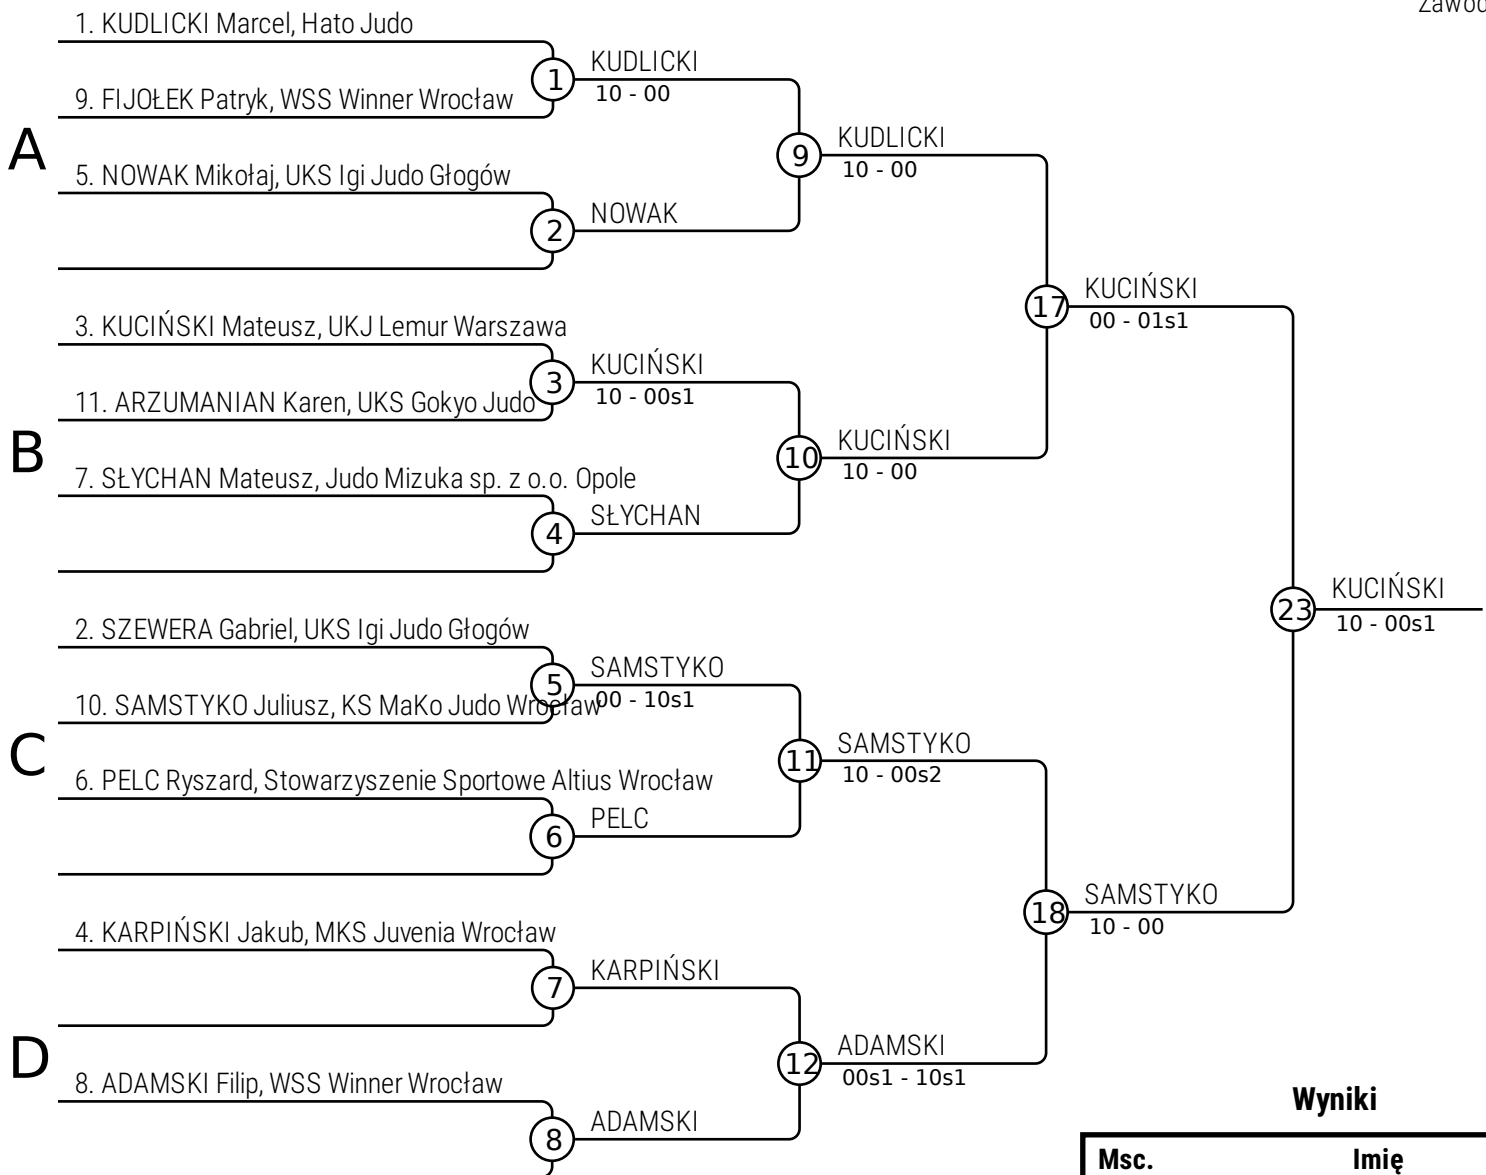 Zawod
1. KUDLICKI Marcel, Hato Judo
1
KUDLICKI
10 - 00
9. FIJOŁEK Patryk, WSS Winner Wrocław
A
9
KUDLICKI
10 - 00
5. NOWAK Mikołaj, UKS Igi Judo Głogów
2
NOWAK
17
KUCIŃSKI
00 - 01s1
3. KUCIŃSKI Mateusz, UKJ Lemur Warszawa
3
KUCIŃSKI
10 - 00s1
11. ARZUMANIAN Karen, UKS Gokyo Judo
B
10
KUCIŃSKI
10 - 00
7. SŁYCHAN Mateusz, Judo Mizuka sp. z o.o. Opole
4
SŁYCHAN
23
KUCIŃSKI
10 - 00s1
2. SZEWERA Gabriel, UKS Igi Judo Głogów
5
SAMSTYKO
00 - 10s1
10. SAMSTYKO Juliusz, KS MaKo Judo Wrocław
C
11
SAMSTYKO
10 - 00s2
6. PELC Ryszard, Stowarzyszenie Sportowe Altius Wrocław
6
PELC
18
SAMSTYKO
10 - 00
4. KARPIŃSKI Jakub, MKS Juvenia Wrocław
7
KARPIŃSKI
D
12
ADAMSKI
00s1 - 10s1
8. ADAMSKI Filip, WSS Winner Wrocław
8
ADAMSKI
Wyniki
Msc. Imię